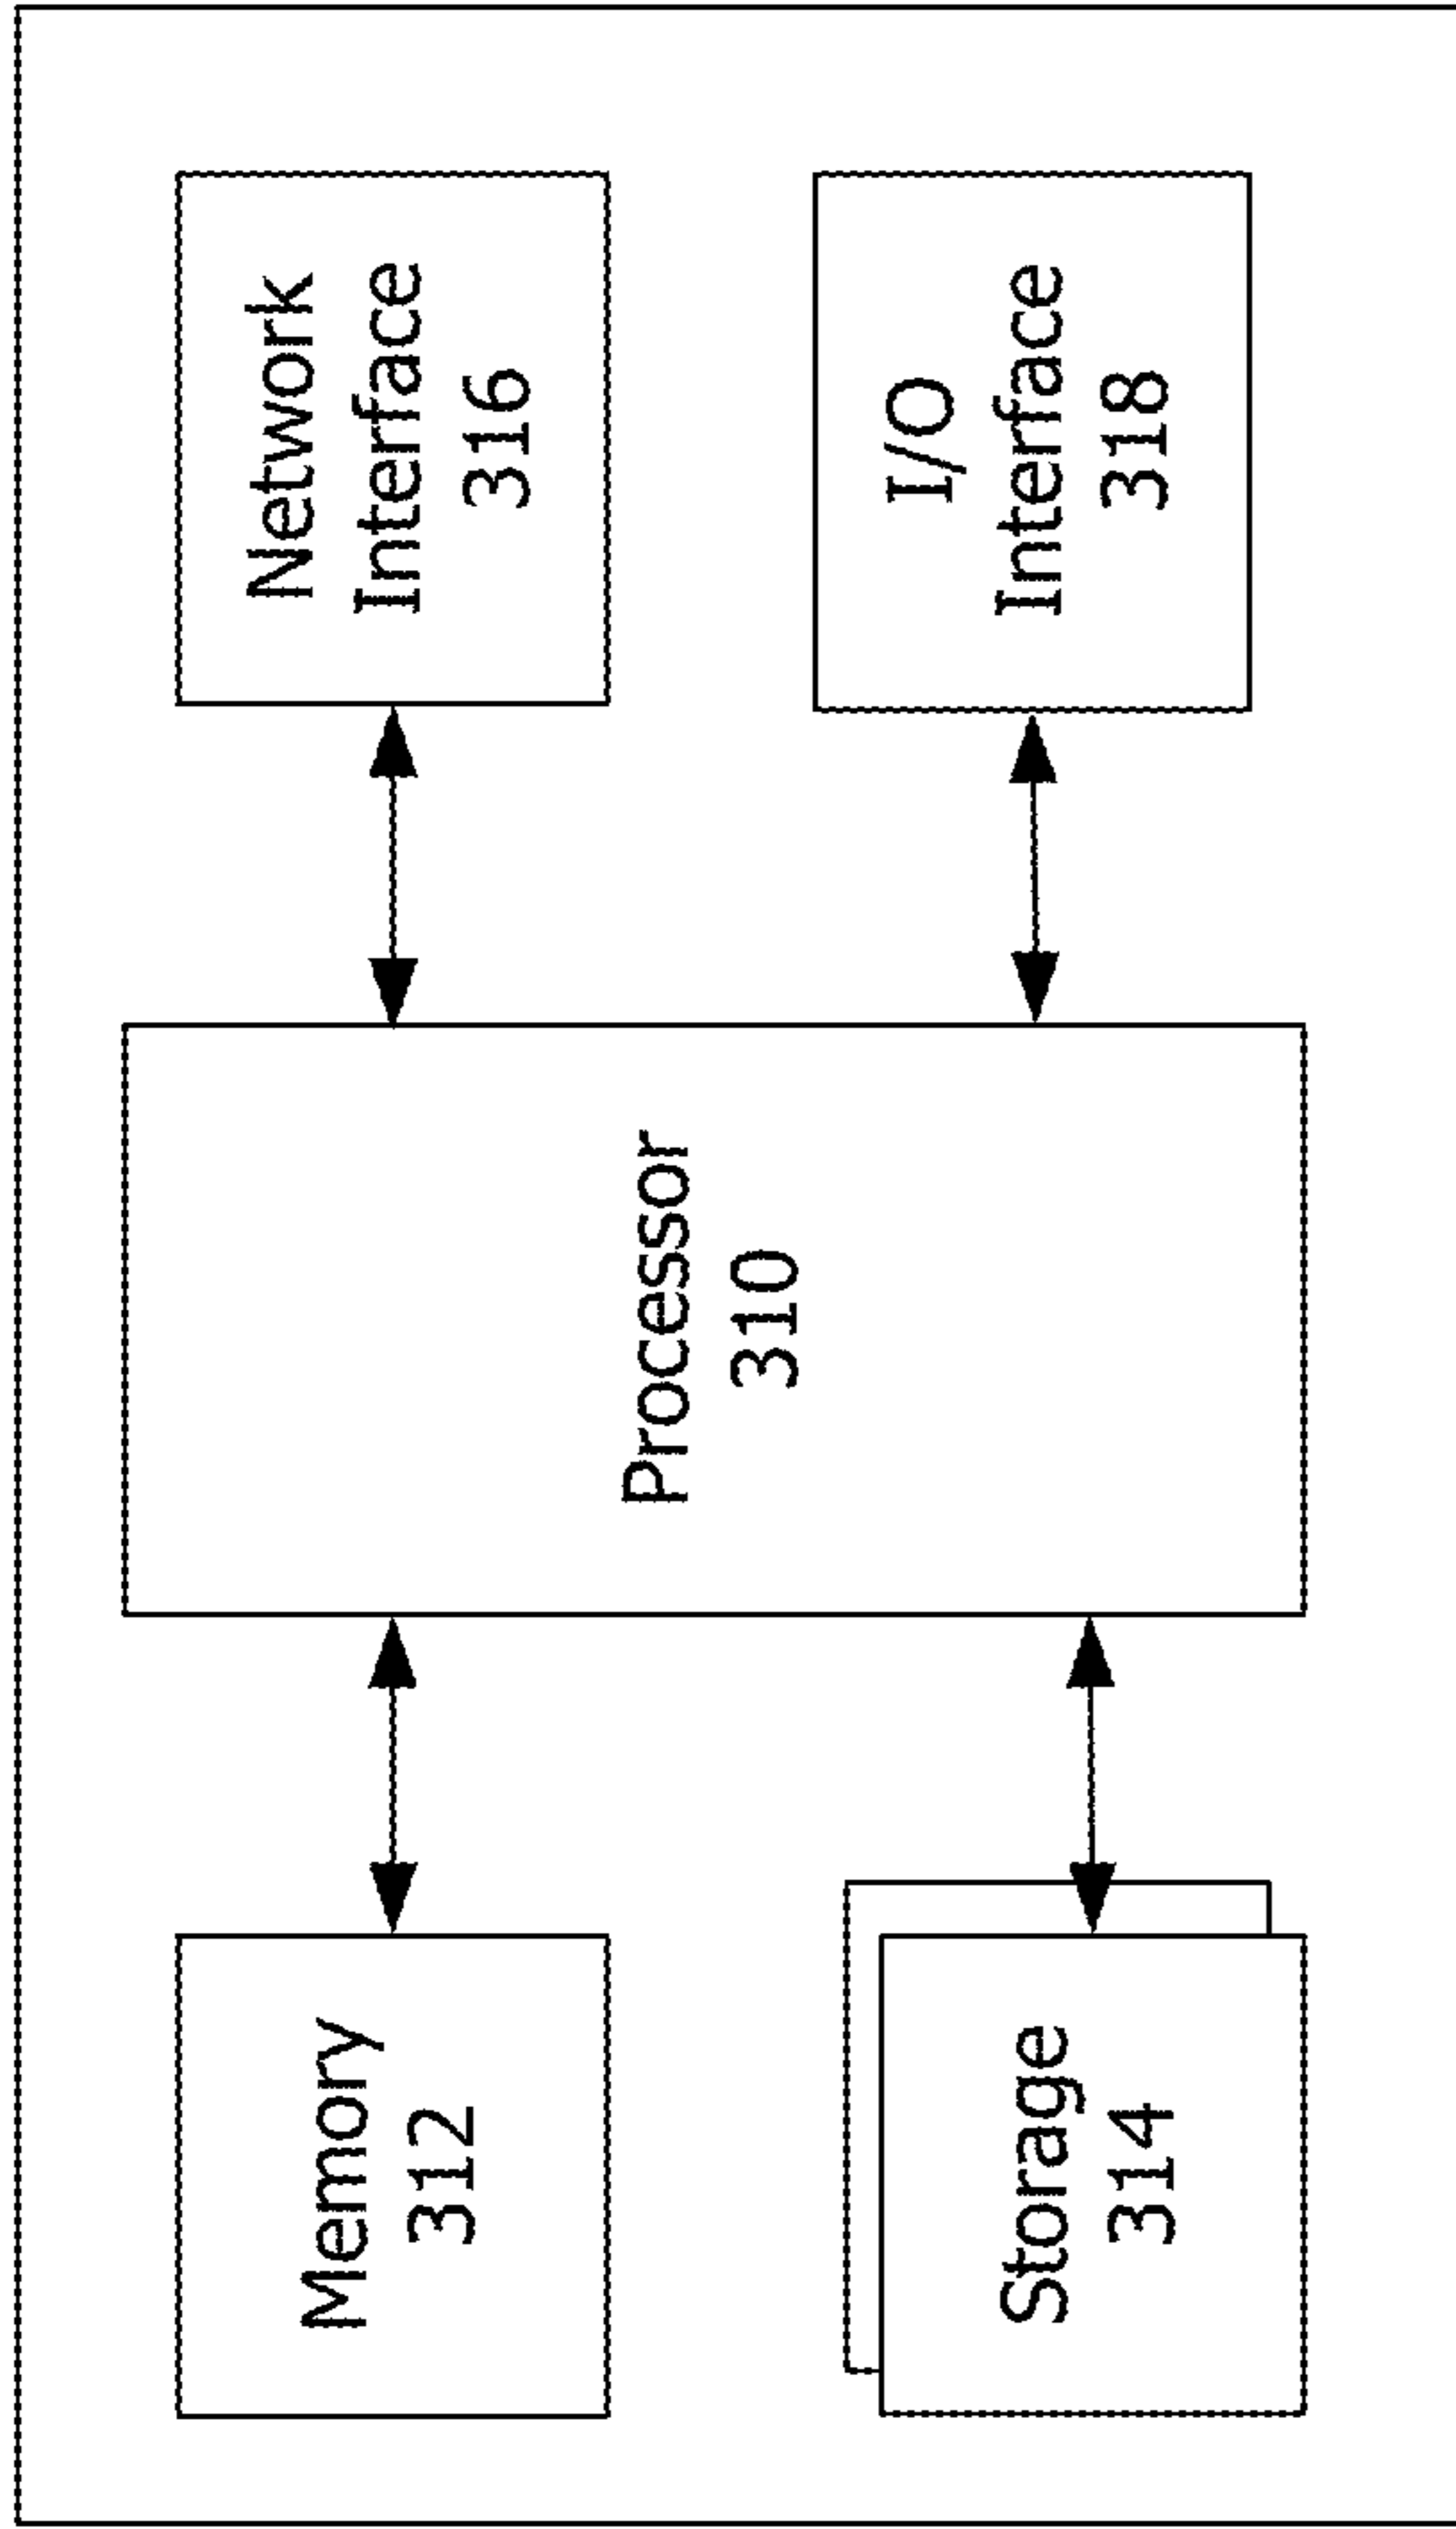 Memory
312
Storage
314
Processor
310
Network
Interface
316
I/O
Interface
318